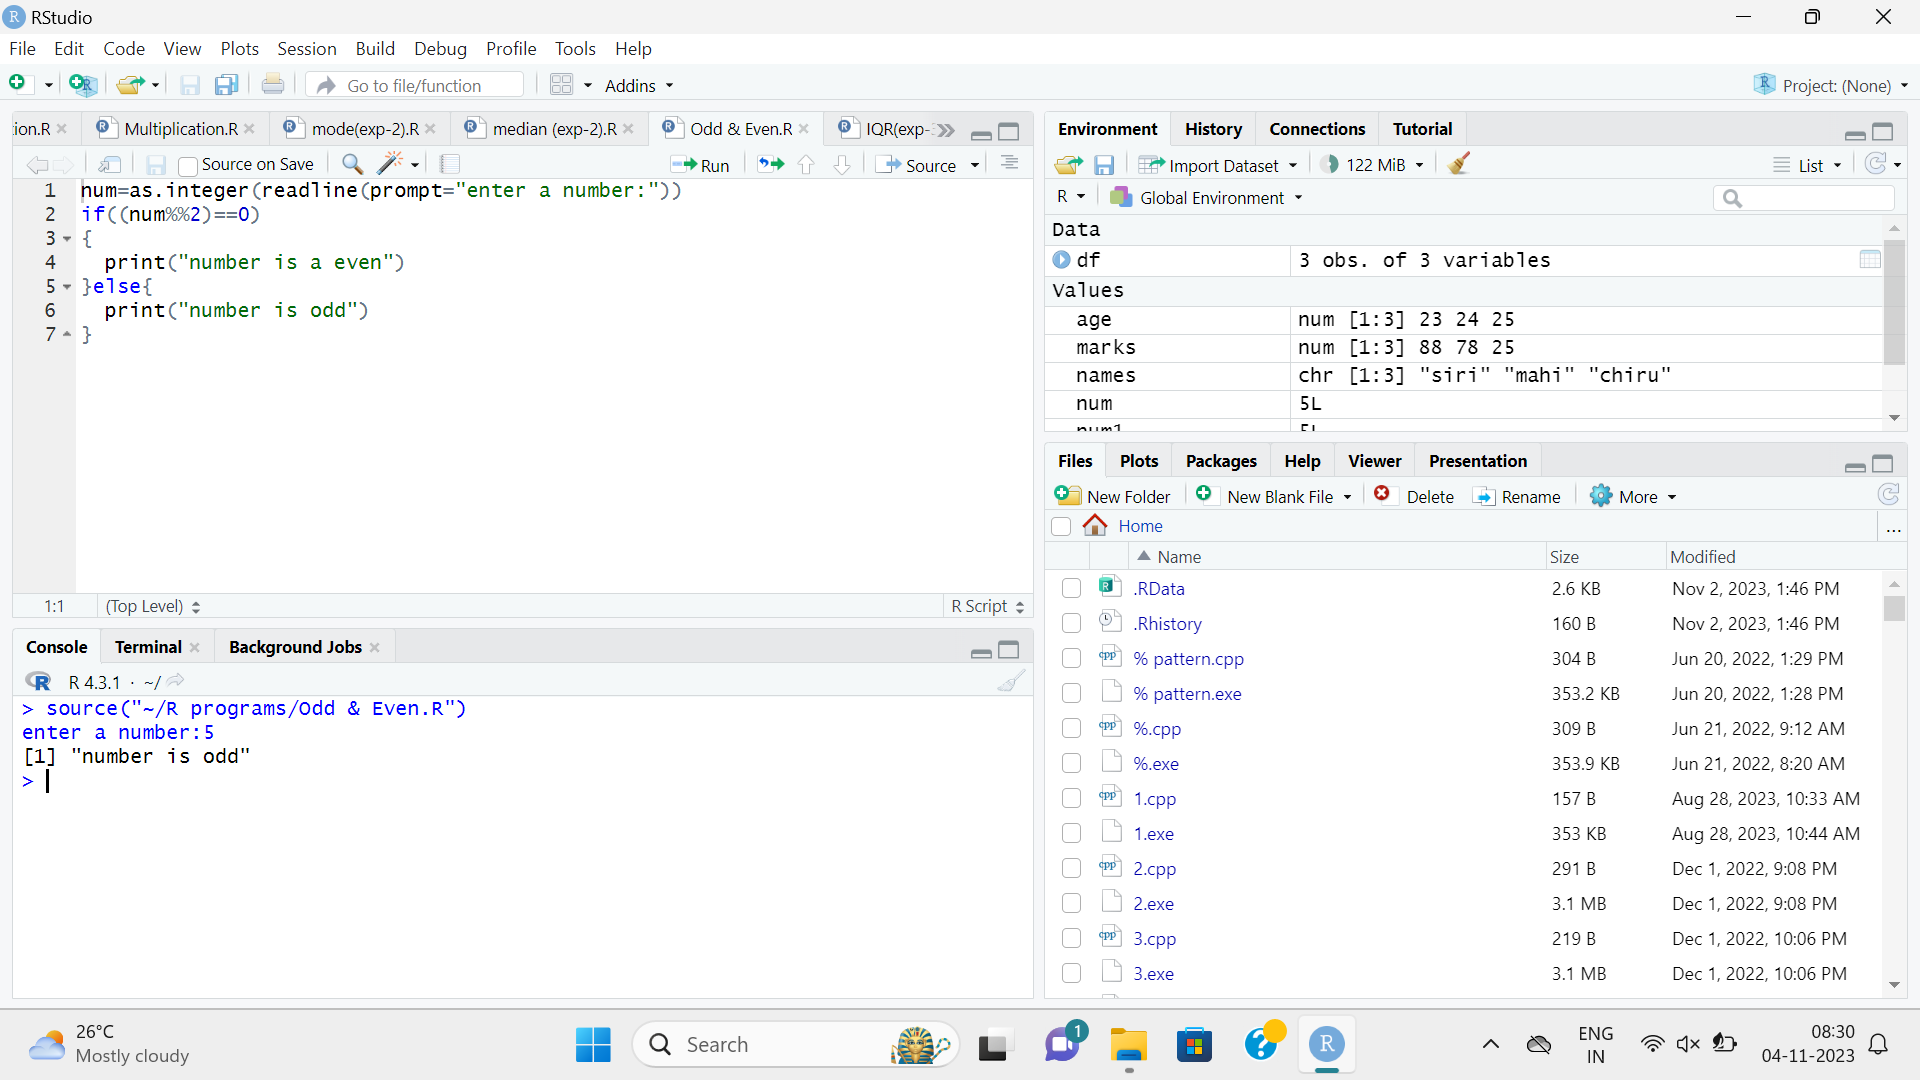 RStudio
File Edit Code View Plots Session Build Debug Profile Tools Help
Go to file/function Addins Project: (None)
ion.R Multiplication.R mode(exp-2).R median (exp-2).R Odd & Even.R IQR(exp-
Source on Save Run Source
1 num=as.integer(readline(prompt="enter a number:"))
2 if((num%%2)==0)
3 {
4 print("number is a even")
5 }else{
6 print("number is odd")
7 }
1:1 (Top Level) R Script
Console Terminal Background Jobs
R 4.3.1 · ~/
> source("~/R programs/Odd & Even.R")
enter a number:5
[1] "number is odd"
>
Environment History Connections Tutorial
Import Dataset 122 MiB List
R Global Environment
Data
df 3 obs. of 3 variables
Values
age num [1:3] 23 24 25
marks num [1:3] 88 78 25
names chr [1:3] "siri" "mahi" "chiru"
num 5L
num1 5L
Files Plots Packages Help Viewer Presentation
New Folder New Blank File Delete Rename More
Home ...
Name Size Modified
.RData 2.6 KB Nov 2, 2023, 1:46 PM
.Rhistory 160 B Nov 2, 2023, 1:46 PM
% pattern.cpp 304 B Jun 20, 2022, 1:29 PM
% pattern.exe 353.2 KB Jun 20, 2022, 1:28 PM
%.cpp 309 B Jun 21, 2022, 9:12 AM
%.exe 353.9 KB Jun 21, 2022, 8:20 AM
1.cpp 157 B Aug 28, 2023, 10:33 AM
1.exe 353 KB Aug 28, 2023, 10:44 AM
2.cpp 291 B Dec 1, 2022, 9:08 PM
2.exe 3.1 MB Dec 1, 2022, 9:08 PM
3.cpp 219 B Dec 1, 2022, 10:06 PM
3.exe 3.1 MB Dec 1, 2022, 10:06 PM
26°C
Mostly cloudy
Search
1
ENG
IN
08:30
04-11-2023